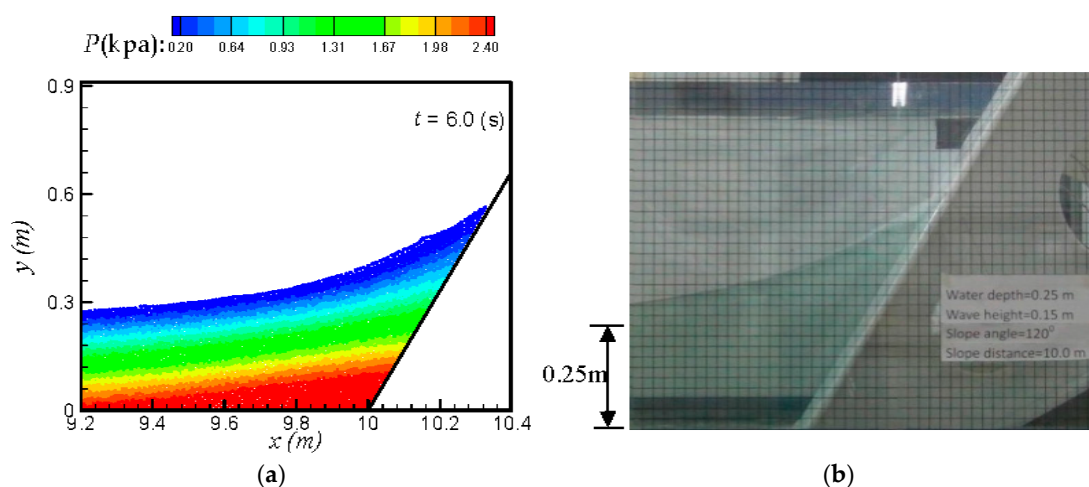 P(kpa): 0.20 0.64 0.93 1.31 1.67 1.98 2.40
t = 6.0 (s)
0.9
0.6
0.3
0
y (m)
9.2 9.4 9.6 9.8 10 10.2 10.4
x (m)
(a)
Water depth=0.25 m
Wave height=0.15 m
Slope angle=120⁰
Slope distance=10.0 m
0.25m
(b)